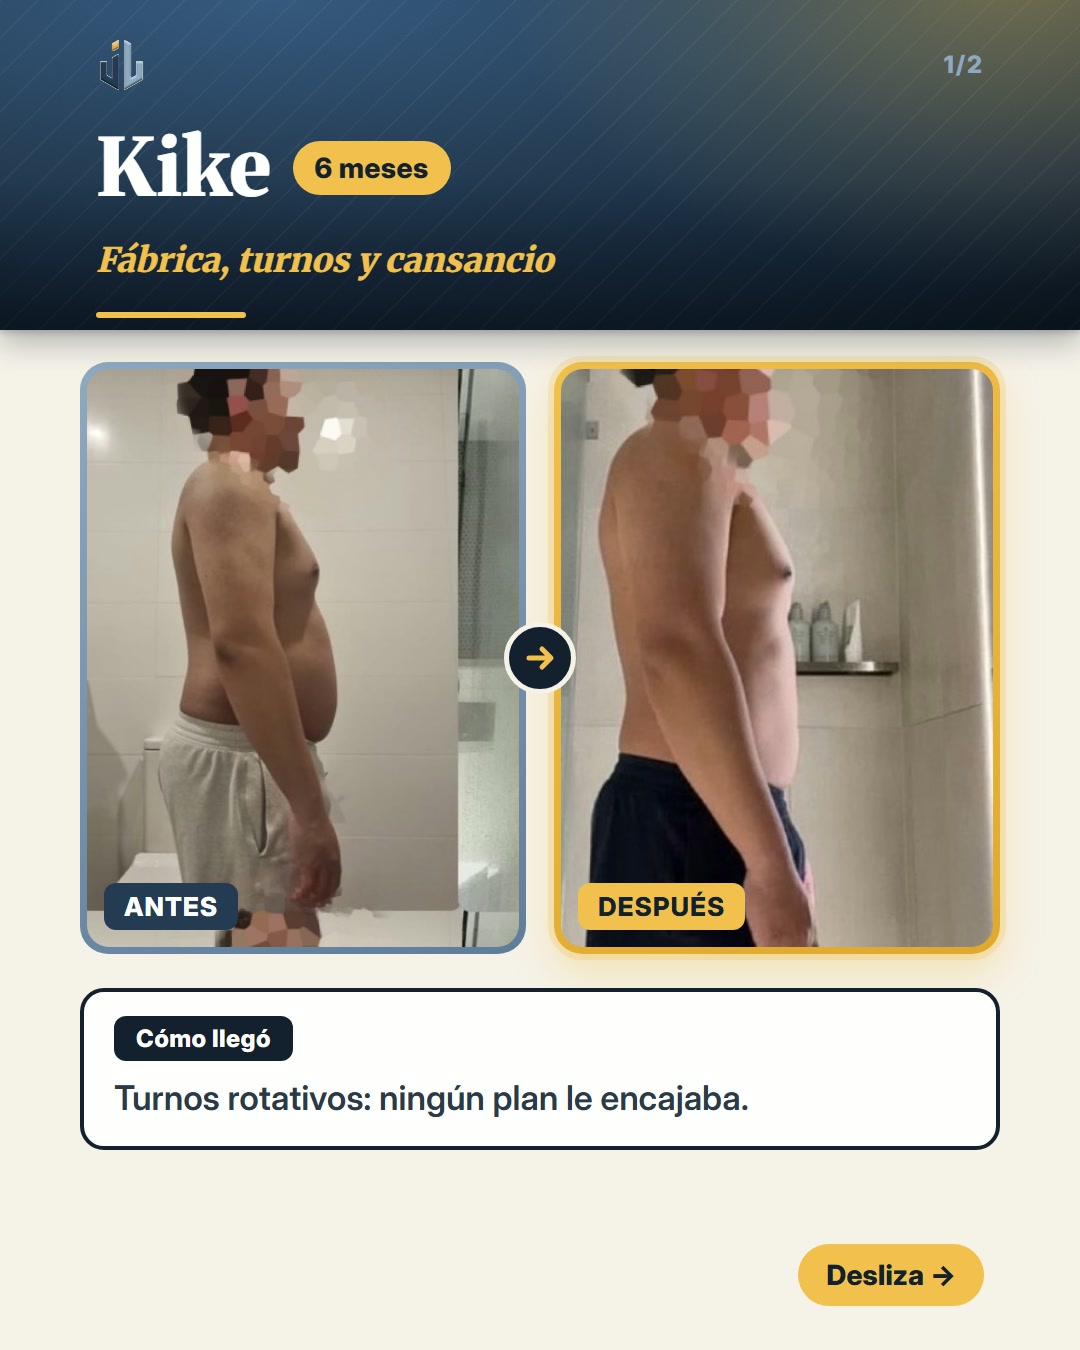 1/2
Kike
6 meses
Fábrica, turnos y cansancio
ANTES
DESPUÉS
Cómo llegó
Turnos rotativos: ningún plan le encajaba.
Desliza →